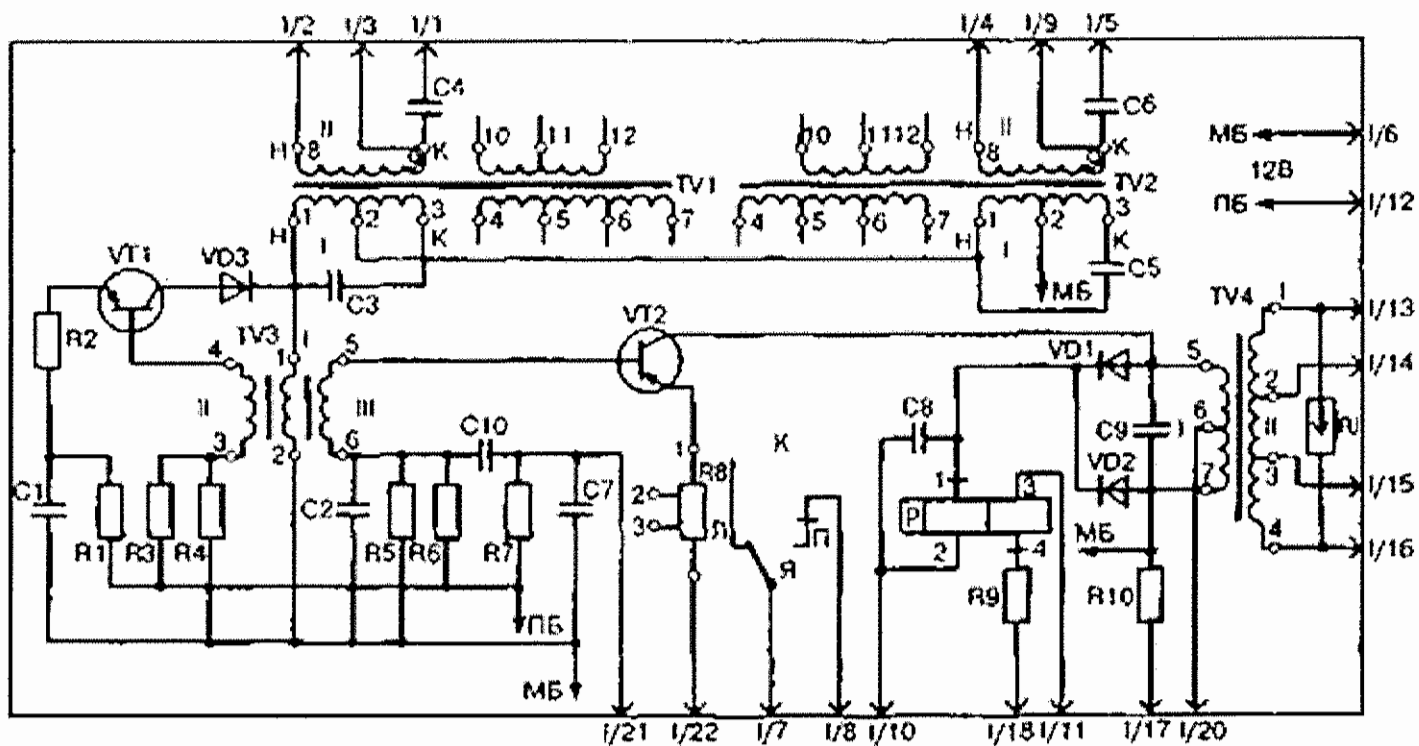 I/2 I/3 I/1 I/4 I/9 I/5
C4 C6
II 10 11 12 10 11 12 II
Н 8 К Н 8 К МБ I/6
TV1 TV2 12В
1 2 3 4 5 6 7 4 5 6 7 1 2 3 ПБ I/12
Н I К Н I К
VT1 VD3 C3 МБ C5
TV4 1 I/13
R2 TV3 I VT2
4 1 5 VD1 5 2 I/14
II III C8 6 C9 I II
C10 К VD2
3 2 6 1 R8 1 3 7 3 I/15
C1 C2 C7 2 3 Л П Р МБ 4 I/16
R1 R3 R4 R5 R6 R7 Я 2 4
R9 R10
ПБ
МБ
I/21 I/22 I/7 I/8 I/10 I/18 I/11 I/17 I/20